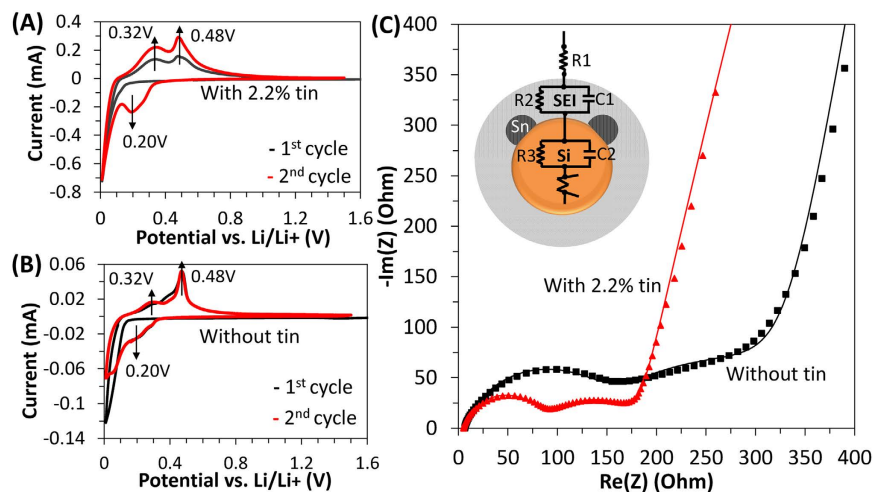 (A)
0.4
0.2
0
-0.2
-0.4
-0.6
-0.8
Current (mA)
0.32V
0.48V
With 2.2% tin
0.20V
1st cycle
2nd cycle
0 0.4 0.8 1.2 1.6
Potential vs. Li/Li+ (V)
(B)
0.06
0.02
-0.02
-0.06
-0.1
-0.14
Current (mA)
0.32V
0.48V
Without tin
0.20V
1st cycle
2nd cycle
0 0.4 0.8 1.2 1.6
Potential vs. Li/Li+ (V)
(C)
400
350
300
250
200
150
100
50
0
-Im(Z) (Ohm)
R1
R2 SEI C1
Sn
R3 Si C2
With 2.2% tin
Without tin
0 50 100 150 200 250 300 350 400
Re(Z) (Ohm)